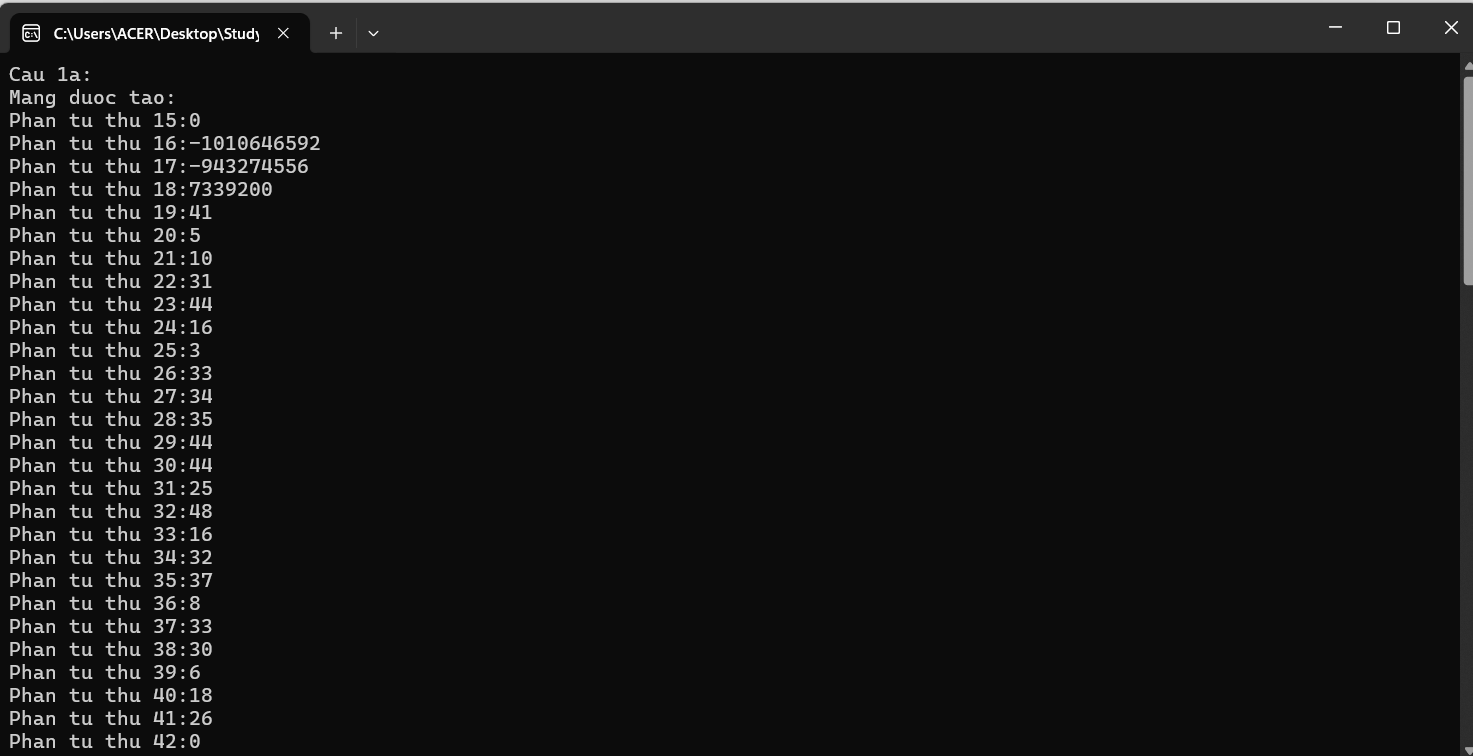 C:\Users\ACER\Desktop\Study
Cau 1a:
Mang duoc tao:
Phan tu thu 15:0
Phan tu thu 16:-1010646592
Phan tu thu 17:-943274556
Phan tu thu 18:7339200
Phan tu thu 19:41
Phan tu thu 20:5
Phan tu thu 21:10
Phan tu thu 22:31
Phan tu thu 23:44
Phan tu thu 24:16
Phan tu thu 25:3
Phan tu thu 26:33
Phan tu thu 27:34
Phan tu thu 28:35
Phan tu thu 29:44
Phan tu thu 30:44
Phan tu thu 31:25
Phan tu thu 32:48
Phan tu thu 33:16
Phan tu thu 34:32
Phan tu thu 35:37
Phan tu thu 36:8
Phan tu thu 37:33
Phan tu thu 38:30
Phan tu thu 39:6
Phan tu thu 40:18
Phan tu thu 41:26
Phan tu thu 42:0